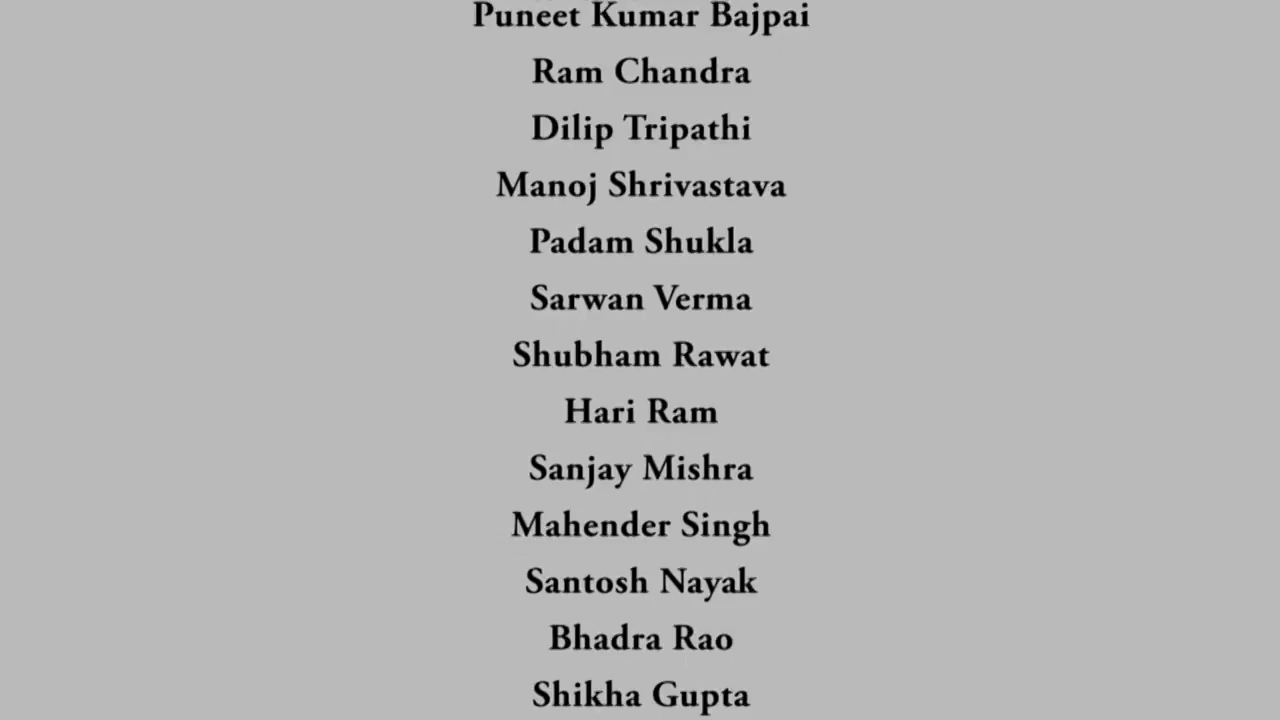 Puneet Kumar Bajpai
Ram Chandra
Dilip Tripathi
Manoj Shrivastava
Padam Shukla
Sarwan Verma
Shubham Rawat
Hari Ram
Sanjay Mishra
Mahender Singh
Santosh Nayak
Bhadra Rao
Shikha Gupta